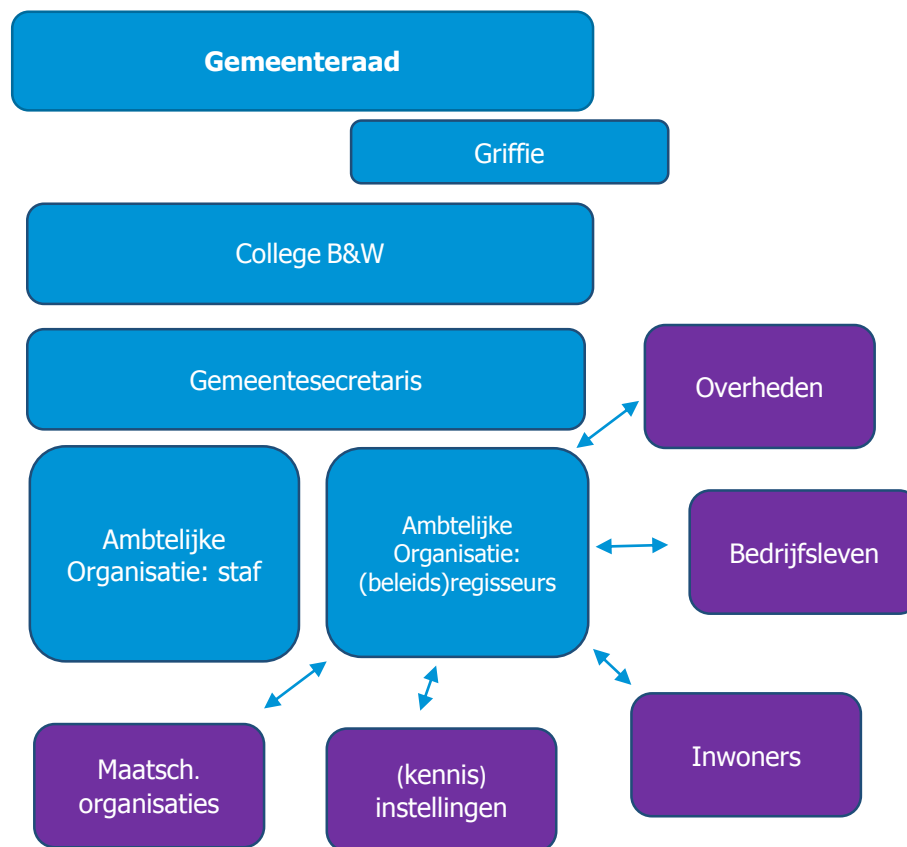 Gemeenteraad
Griffie
College B&W
Gemeentesecretaris
Overheden
Ambtelijke
Organisatie: staf
Ambtelijke
Organisatie:
(beleids)regisseurs
Bedrijfsleven
Maatsch.
organisaties
(kennis)
instellingen
Inwoners